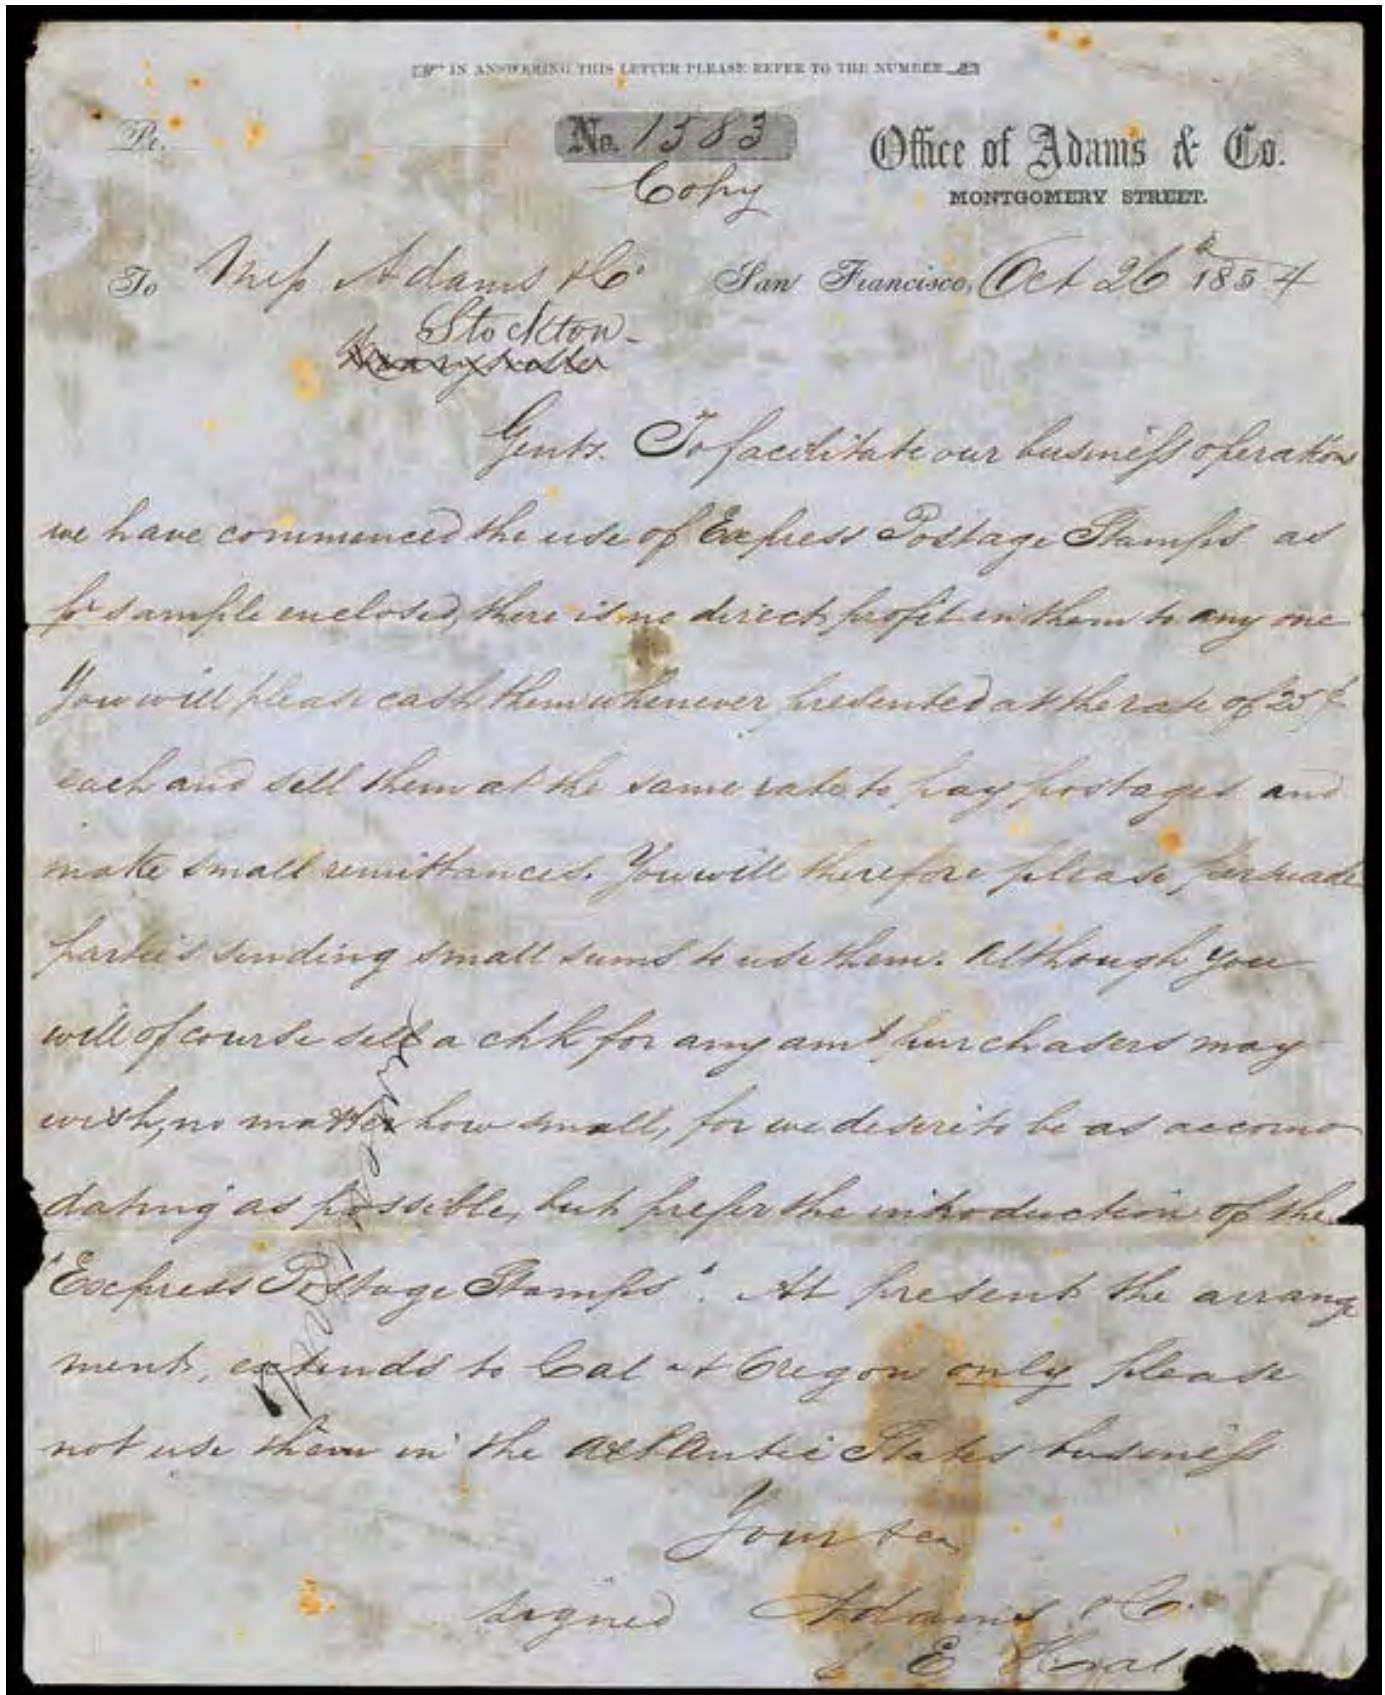 IN ANSWERING THIS LETTER PLEASE REFER TO THE NUMBER
Pr.
No. 1583
Copy
Office of Adams & Co.
MONTGOMERY STREET.
To Mess Adams & Co
San Francisco, Oct 26th 1854
Stockton -
Gents. To facilitate our business operation
we have commenced the use of Express Postage Stamps as
pr sample enclosed, there is no direct profit in them to any one
You will please cash them whenever presented at the rate of 25¢
each and sell them at the same rate to pay postages and
make small remittances. You will therefore please persuade
parties sending small sums to use them. Although you
will of course sell a chk for any amt purchasers may
wish, no matter how small, for we desire to be as accomo
dating as possible, but prefer the introduction of the
"Express Postage Stamps". At present the arrange
ment, extends to Cal & Oregon only please
not use them in the Atlantic States business
Your &c
signed Adams & Co.
E